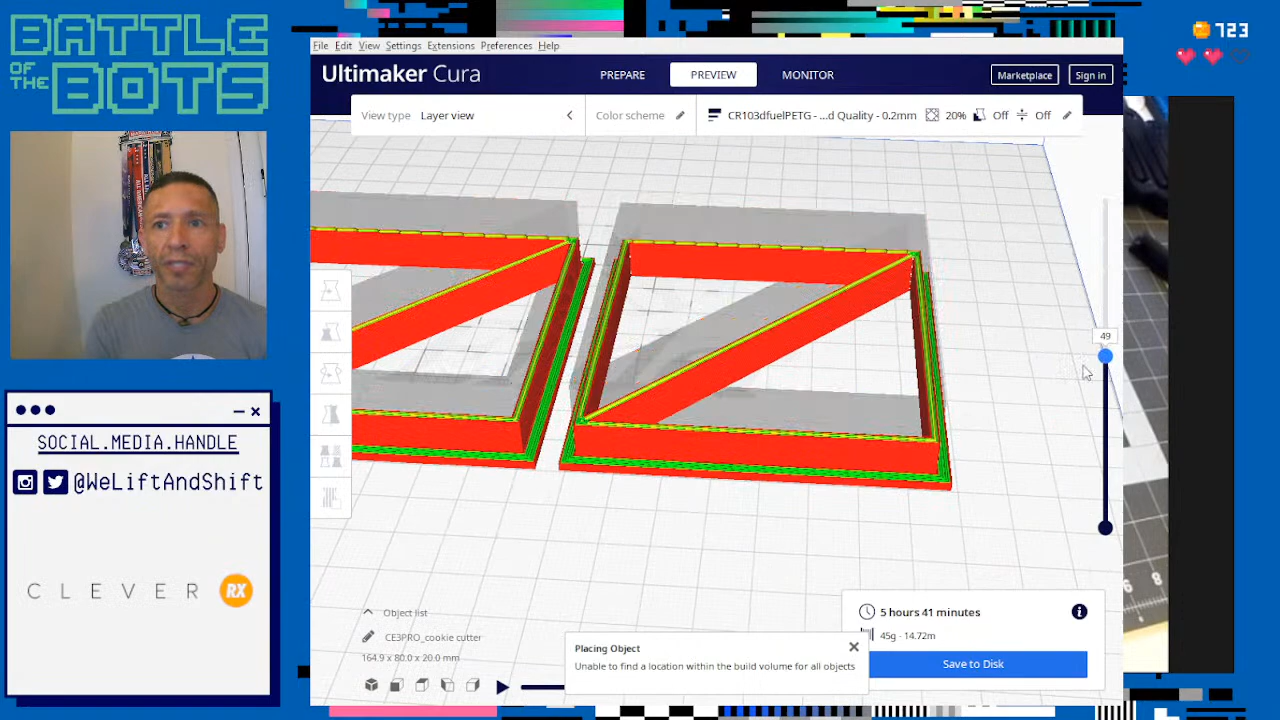 BATTLE
OF THE
BOTS
723
File Edit View Settings Extensions Preferences Help
Ultimaker Cura
PREPARE PREVIEW MONITOR
Marketplace Sign in
View type Layer view
Color scheme
CR103dfuelPETG - ...d Quality - 0.2mm 20% Off Off
49
SOCIAL.MEDIA.HANDLE
@WeLiftAndShift
CLEVER RX
Object list
CE3PRO_cookie cutter
164.9 x 80.0 x 20.0 mm
Placing Object
Unable to find a location within the build volume for all objects
5 hours 41 minutes
45g · 14.72m
Save to Disk
8